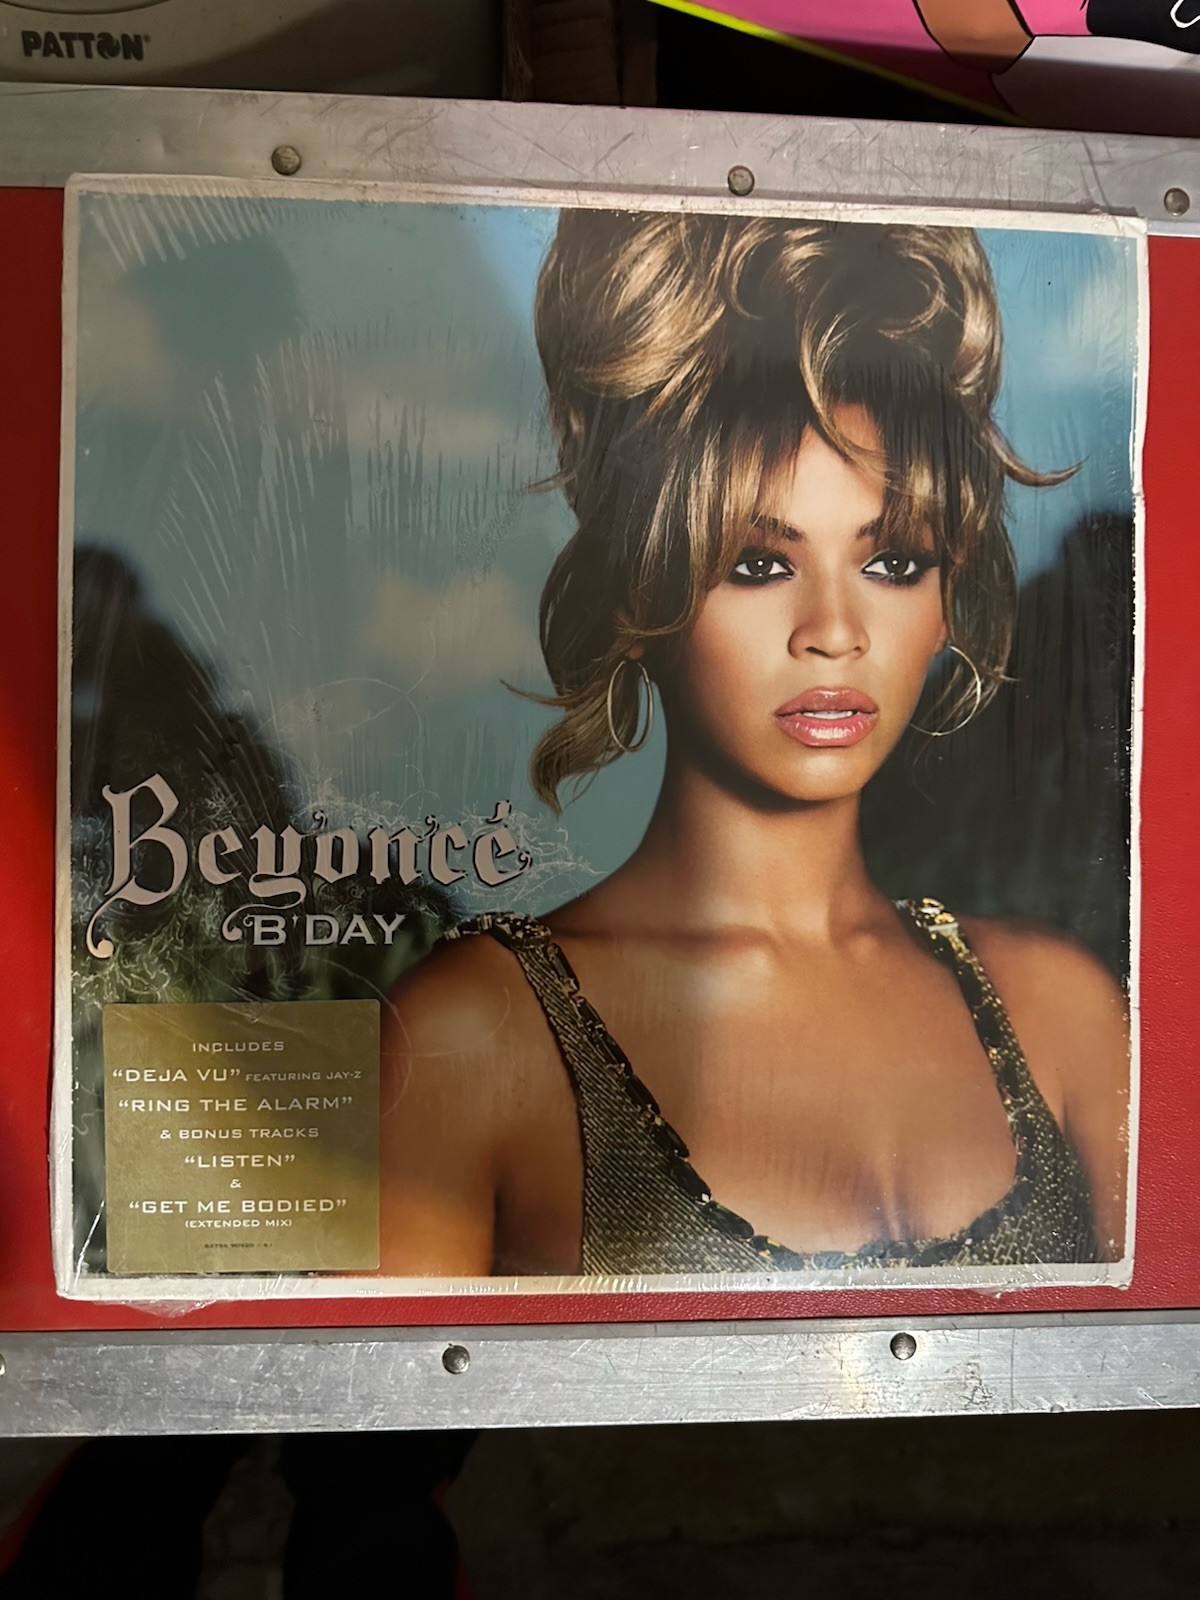 PATTON
Beyoncé
B'DAY
INCLUDES
“DEJA VU” FEATURING JAY-Z
“RING THE ALARM”
& BONUS TRACKS
“LISTEN”
&
“GET ME BODIED”
(EXTENDED MIX)